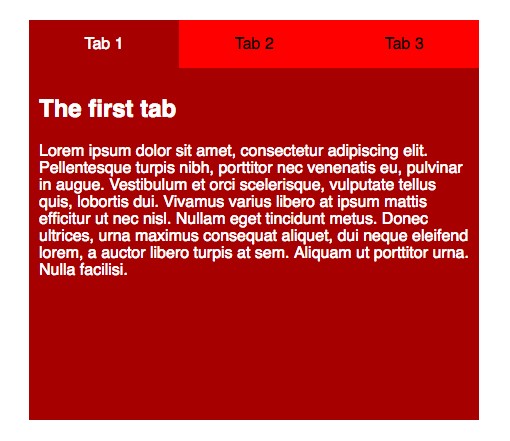 Tab 1 Tab 2 Tab 3
The first tab
Lorem ipsum dolor sit amet, consectetur adipiscing elit.
Pellentesque turpis nibh, porttitor nec venenatis eu, pulvinar
in augue. Vestibulum et orci scelerisque, vulputate tellus
quis, lobortis dui. Vivamus varius libero at ipsum mattis
efficitur ut nec nisl. Nullam eget tincidunt metus. Donec
ultrices, urna maximus consequat aliquet, dui neque eleifend
lorem, a auctor libero turpis at sem. Aliquam ut porttitor urna.
Nulla facilisi.